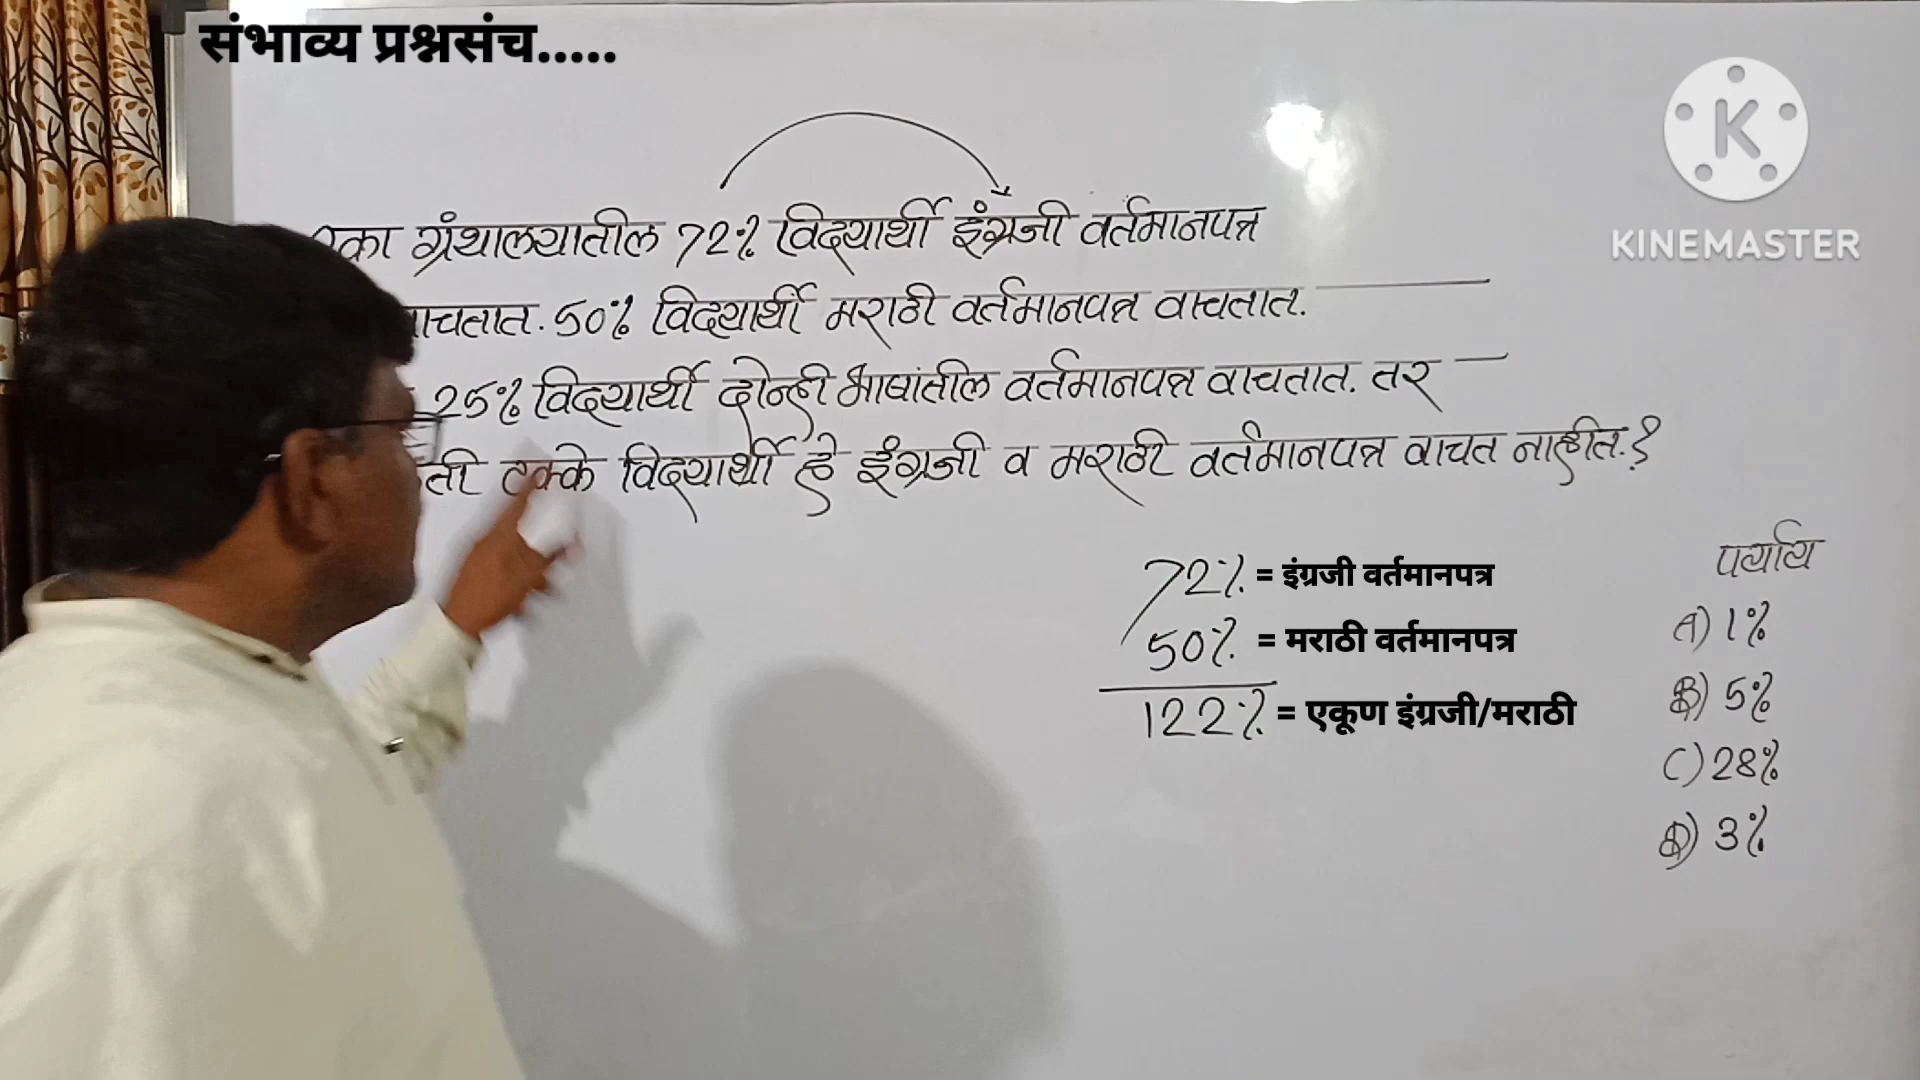 संभाव्य प्रश्नसंच.....
KINEMASTER
एका ग्रंथालयातील 72% विद्यार्थी इंग्रजी वर्तमानपत्र
वाचतात. 50% विद्यार्थी मराठी वर्तमानपत्र वाचतात.
25% विद्यार्थी दोन्ही भाषांतील वर्तमानपत्र वाचतात. तर
टक्के विद्यार्थी हे इंग्रजी व मराठी वर्तमानपत्र वाचत नाहीत.?
72% = इंग्रजी वर्तमानपत्र
50% = मराठी वर्तमानपत्र
122% = एकूण इंग्रजी/मराठी
पर्याय
A) 1%
B) 5%
C) 28%
D) 3%